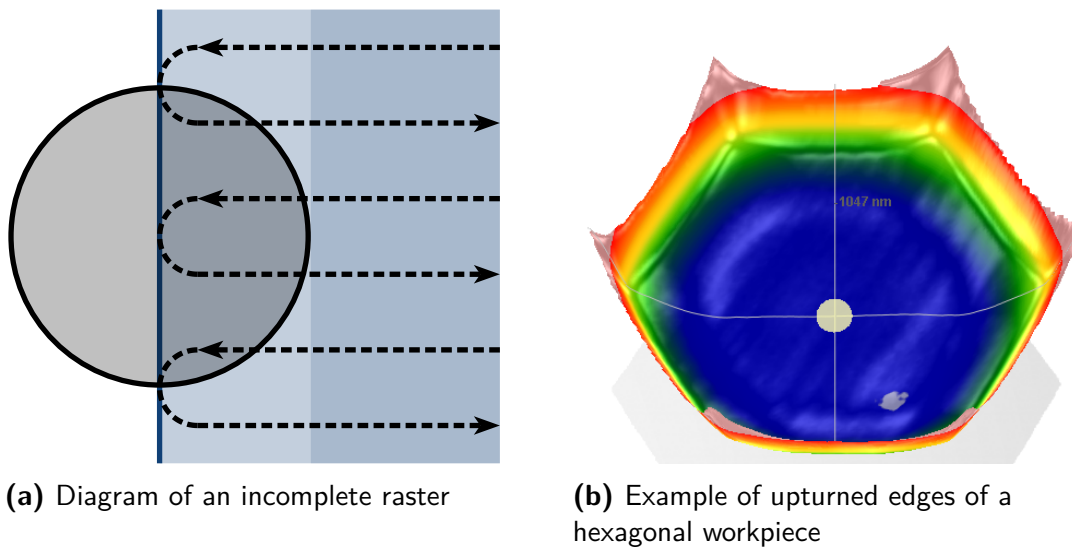 1047 nm
(a) Diagram of an incomplete raster
(b) Example of upturned edges of a
hexagonal workpiece